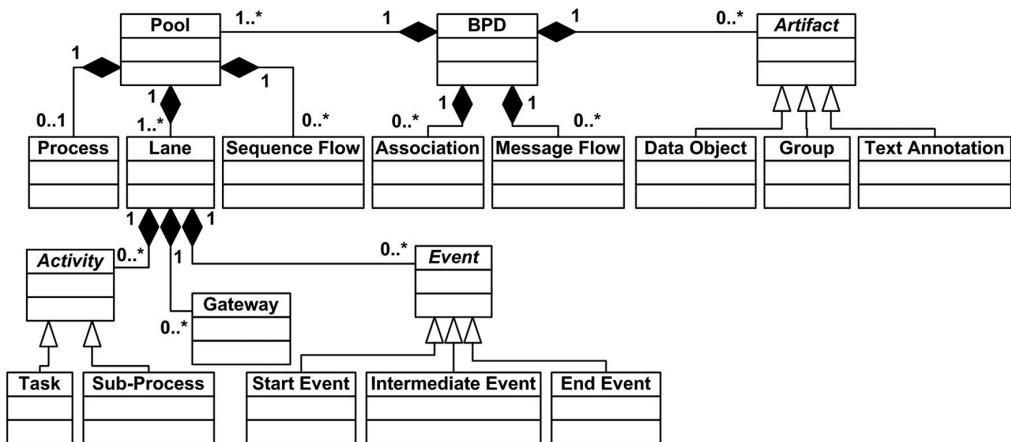 Pool
1..*
1
BPD
1
0..*
Artifact
1
1
1
1
1
0..1
1..*
0..*
0..*
0..*
Process
Lane
Sequence Flow
Association
Message Flow
Data Object
Group
Text Annotation
1
1
1
Activity
0..*
0..*
Event
Gateway
0..*
Task
Sub-Process
Start Event
Intermediate Event
End Event